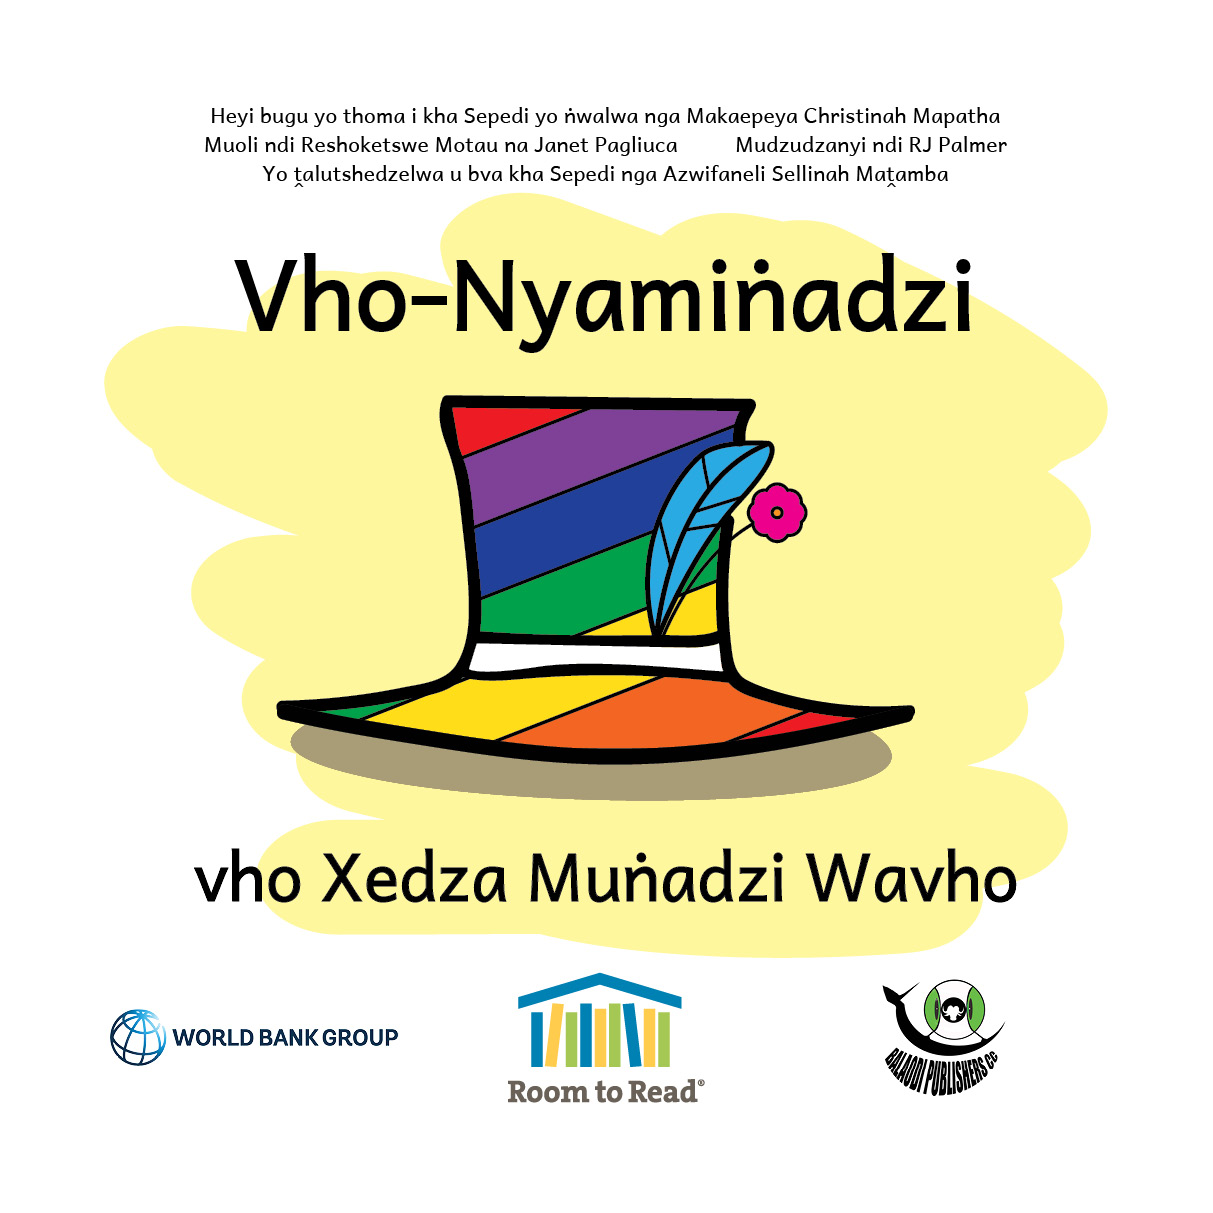 Heyi bugu yo thoma i kha Sepedi yo ṅwalwa nga Makaepeya Christinah Mapatha
Muoli ndi Reshoketswe Motau na Janet Pagliuca Mudzudzanyi ndi RJ Palmer
Yo ṱalutshedzelwa u bva kha Sepedi nga Azwifaneli Sellinah Maṱamba
Vho-Nyamiṅadzi
vho Xedza Muṅadzi Wavho
WORLD BANK GROUP
Room to Read®
BALAODI PUBLISHERS CC